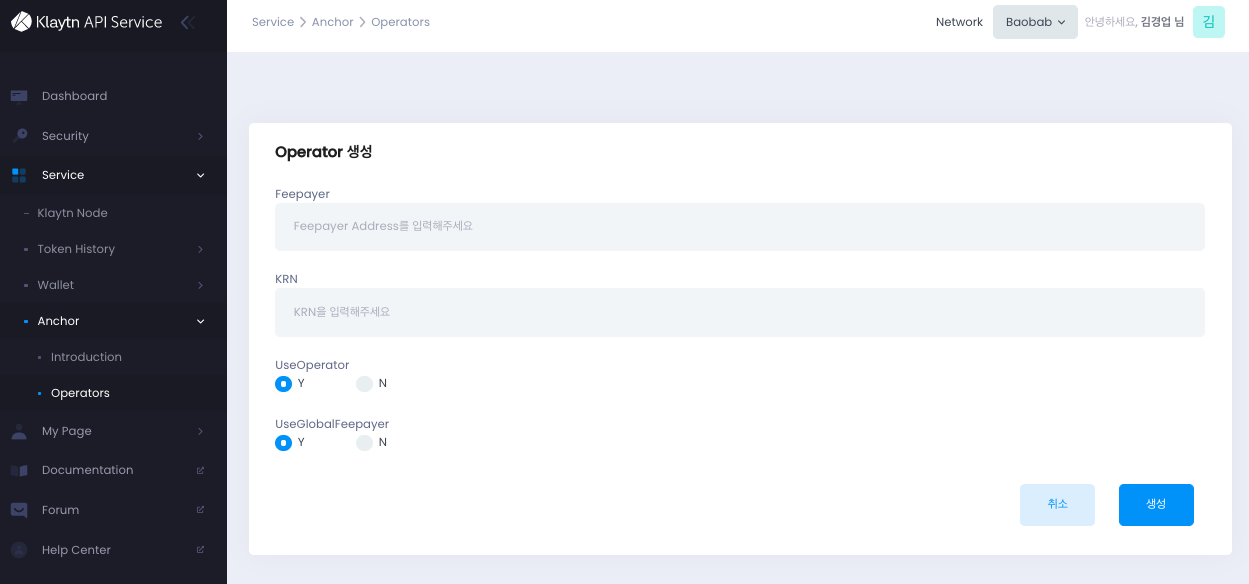 Klaytn API Service
Service > Anchor > Operators
Network
Baobab
안녕하세요, 김경업 님
김
Dashboard
Security
Service
Klaytn Node
Token History
Wallet
Anchor
Introduction
Operators
My Page
Documentation
Forum
Help Center
Operator 생성
Feepayer
Feepayer Address를 입력해주세요
KRN
KRN을 입력해주세요
UseOperator
Y N
UseGlobalFeepayer
Y N
취소 생성